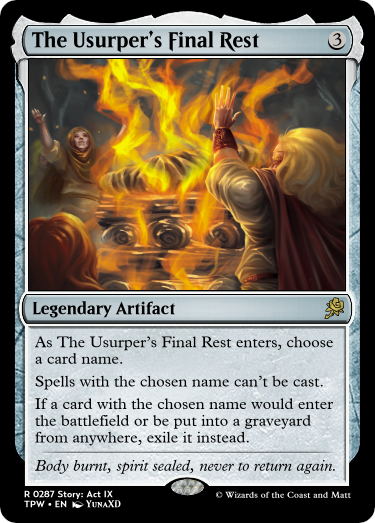 The Usurper's Final Rest 3
Legendary Artifact
As The Usurper's Final Rest enters, choose
a card name.
Spells with the chosen name can't be cast.
If a card with the chosen name would enter
the battlefield or be put into a graveyard
from anywhere, exile it instead.
Body burnt, spirit sealed, never to return again.
R 0287 Story: Act IX
TPW • EN YunaXD
© Wizards of the Coast and Matt